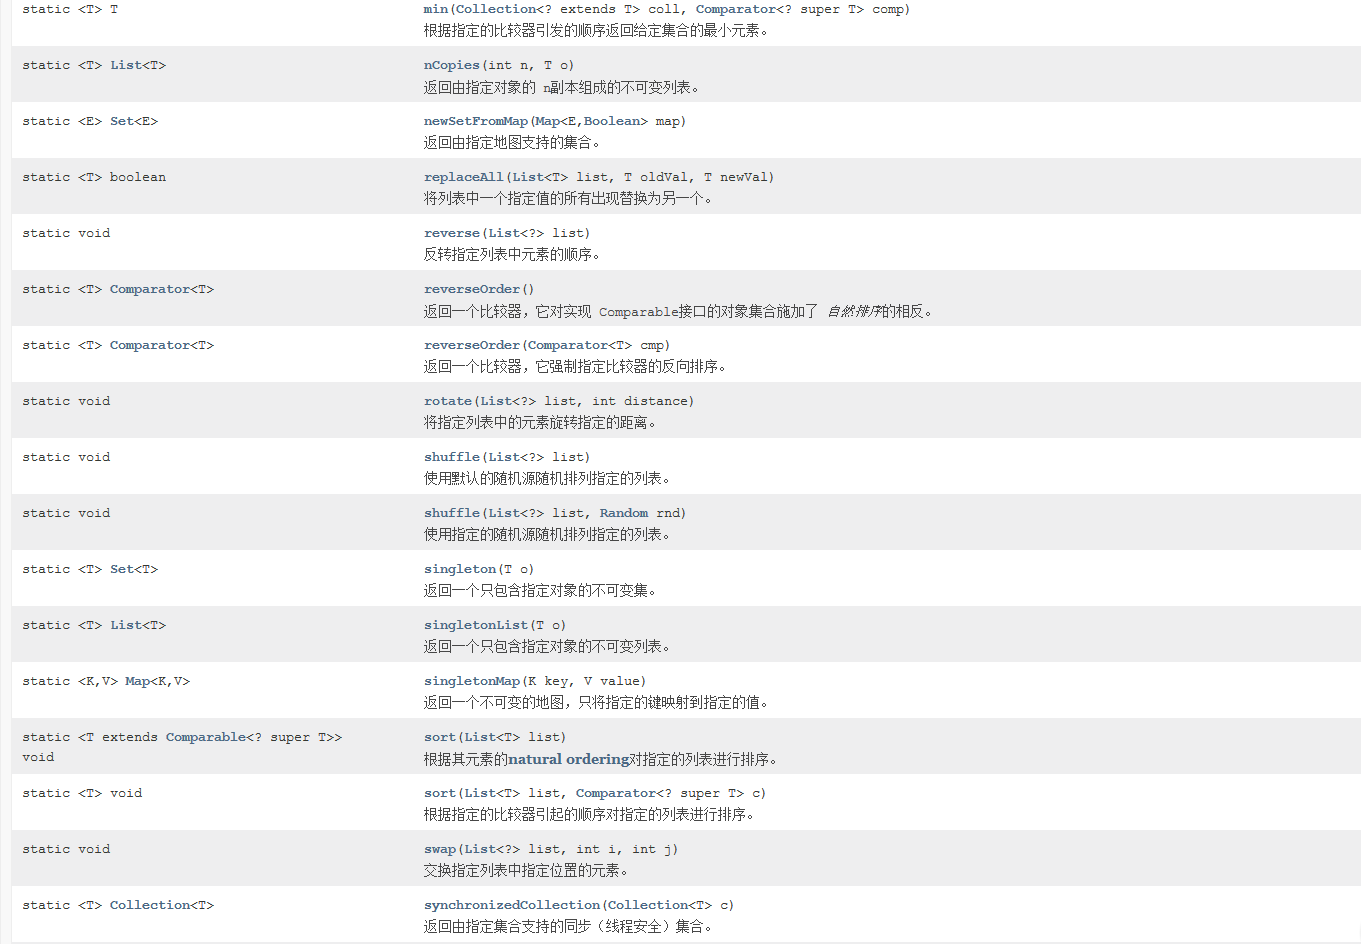 static <T> T min(Collection<? extends T> coll, Comparator<? super T> comp)
根据指定的比较器引发的顺序返回给定集合的最小元素。
static <T> List<T> nCopies(int n, T o)
返回由指定对象的 n副本组成的不可变列表。
static <E> Set<E> newSetFromMap(Map<E,Boolean> map)
返回由指定地图支持的集合。
static <T> boolean replaceAll(List<T> list, T oldVal, T newVal)
将列表中一个指定值的所有出现替换为另一个。
static void reverse(List<?> list)
反转指定列表中元素的顺序。
static <T> Comparator<T> reverseOrder()
返回一个比较器，它对实现 Comparable接口的对象集合施加了 自然排序的相反。
static <T> Comparator<T> reverseOrder(Comparator<T> cmp)
返回一个比较器，它强制指定比较器的反向排序。
static void rotate(List<?> list, int distance)
将指定列表中的元素旋转指定的距离。
static void shuffle(List<?> list)
使用默认的随机源随机排列指定的列表。
static void shuffle(List<?> list, Random rnd)
使用指定的随机源随机排列指定的列表。
static <T> Set<T> singleton(T o)
返回一个只包含指定对象的不可变集。
static <T> List<T> singletonList(T o)
返回一个只包含指定对象的不可变列表。
static <K,V> Map<K,V> singletonMap(K key, V value)
返回一个不可变的地图，只将指定的键映射到指定的值。
static <T extends Comparable<? super T>> sort(List<T> list)
void 根据其元素的natural ordering对指定的列表进行排序。
static <T> void sort(List<T> list, Comparator<? super T> c)
根据指定的比较器引起的顺序对指定的列表进行排序。
static void swap(List<?> list, int i, int j)
交换指定列表中指定位置的元素。
static <T> Collection<T> synchronizedCollection(Collection<T> c)
返回由指定集合支持的同步（线程安全）集合。